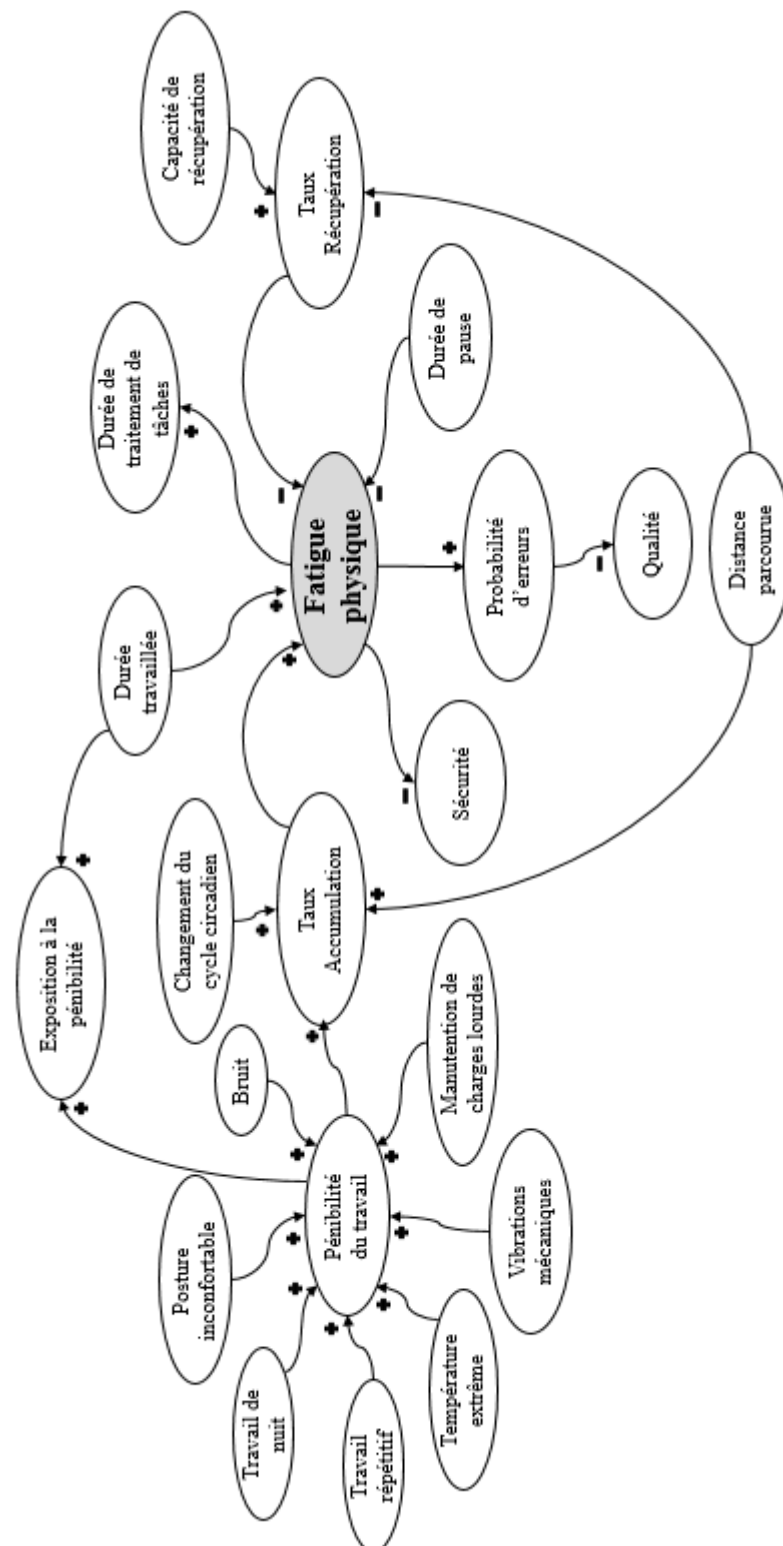 Exposition à la
pénibilité
Durée
travaillée
Durée de
traitement de
tâches
Capacité de
récupération
Posture
inconfortable
Bruit
Changement du
cycle circadien
Travail de
nuit
Travail
répétitif
Pénibilité
du travail
Taux
Accumulation
Fatigue
physique
Taux
Récupération
Température
extrême
Vibrations
mécaniques
Manutention de
charges lourdes
Sécurité
Probabilité
d'erreurs
Durée de
pause
Qualité
Distance
parcourue